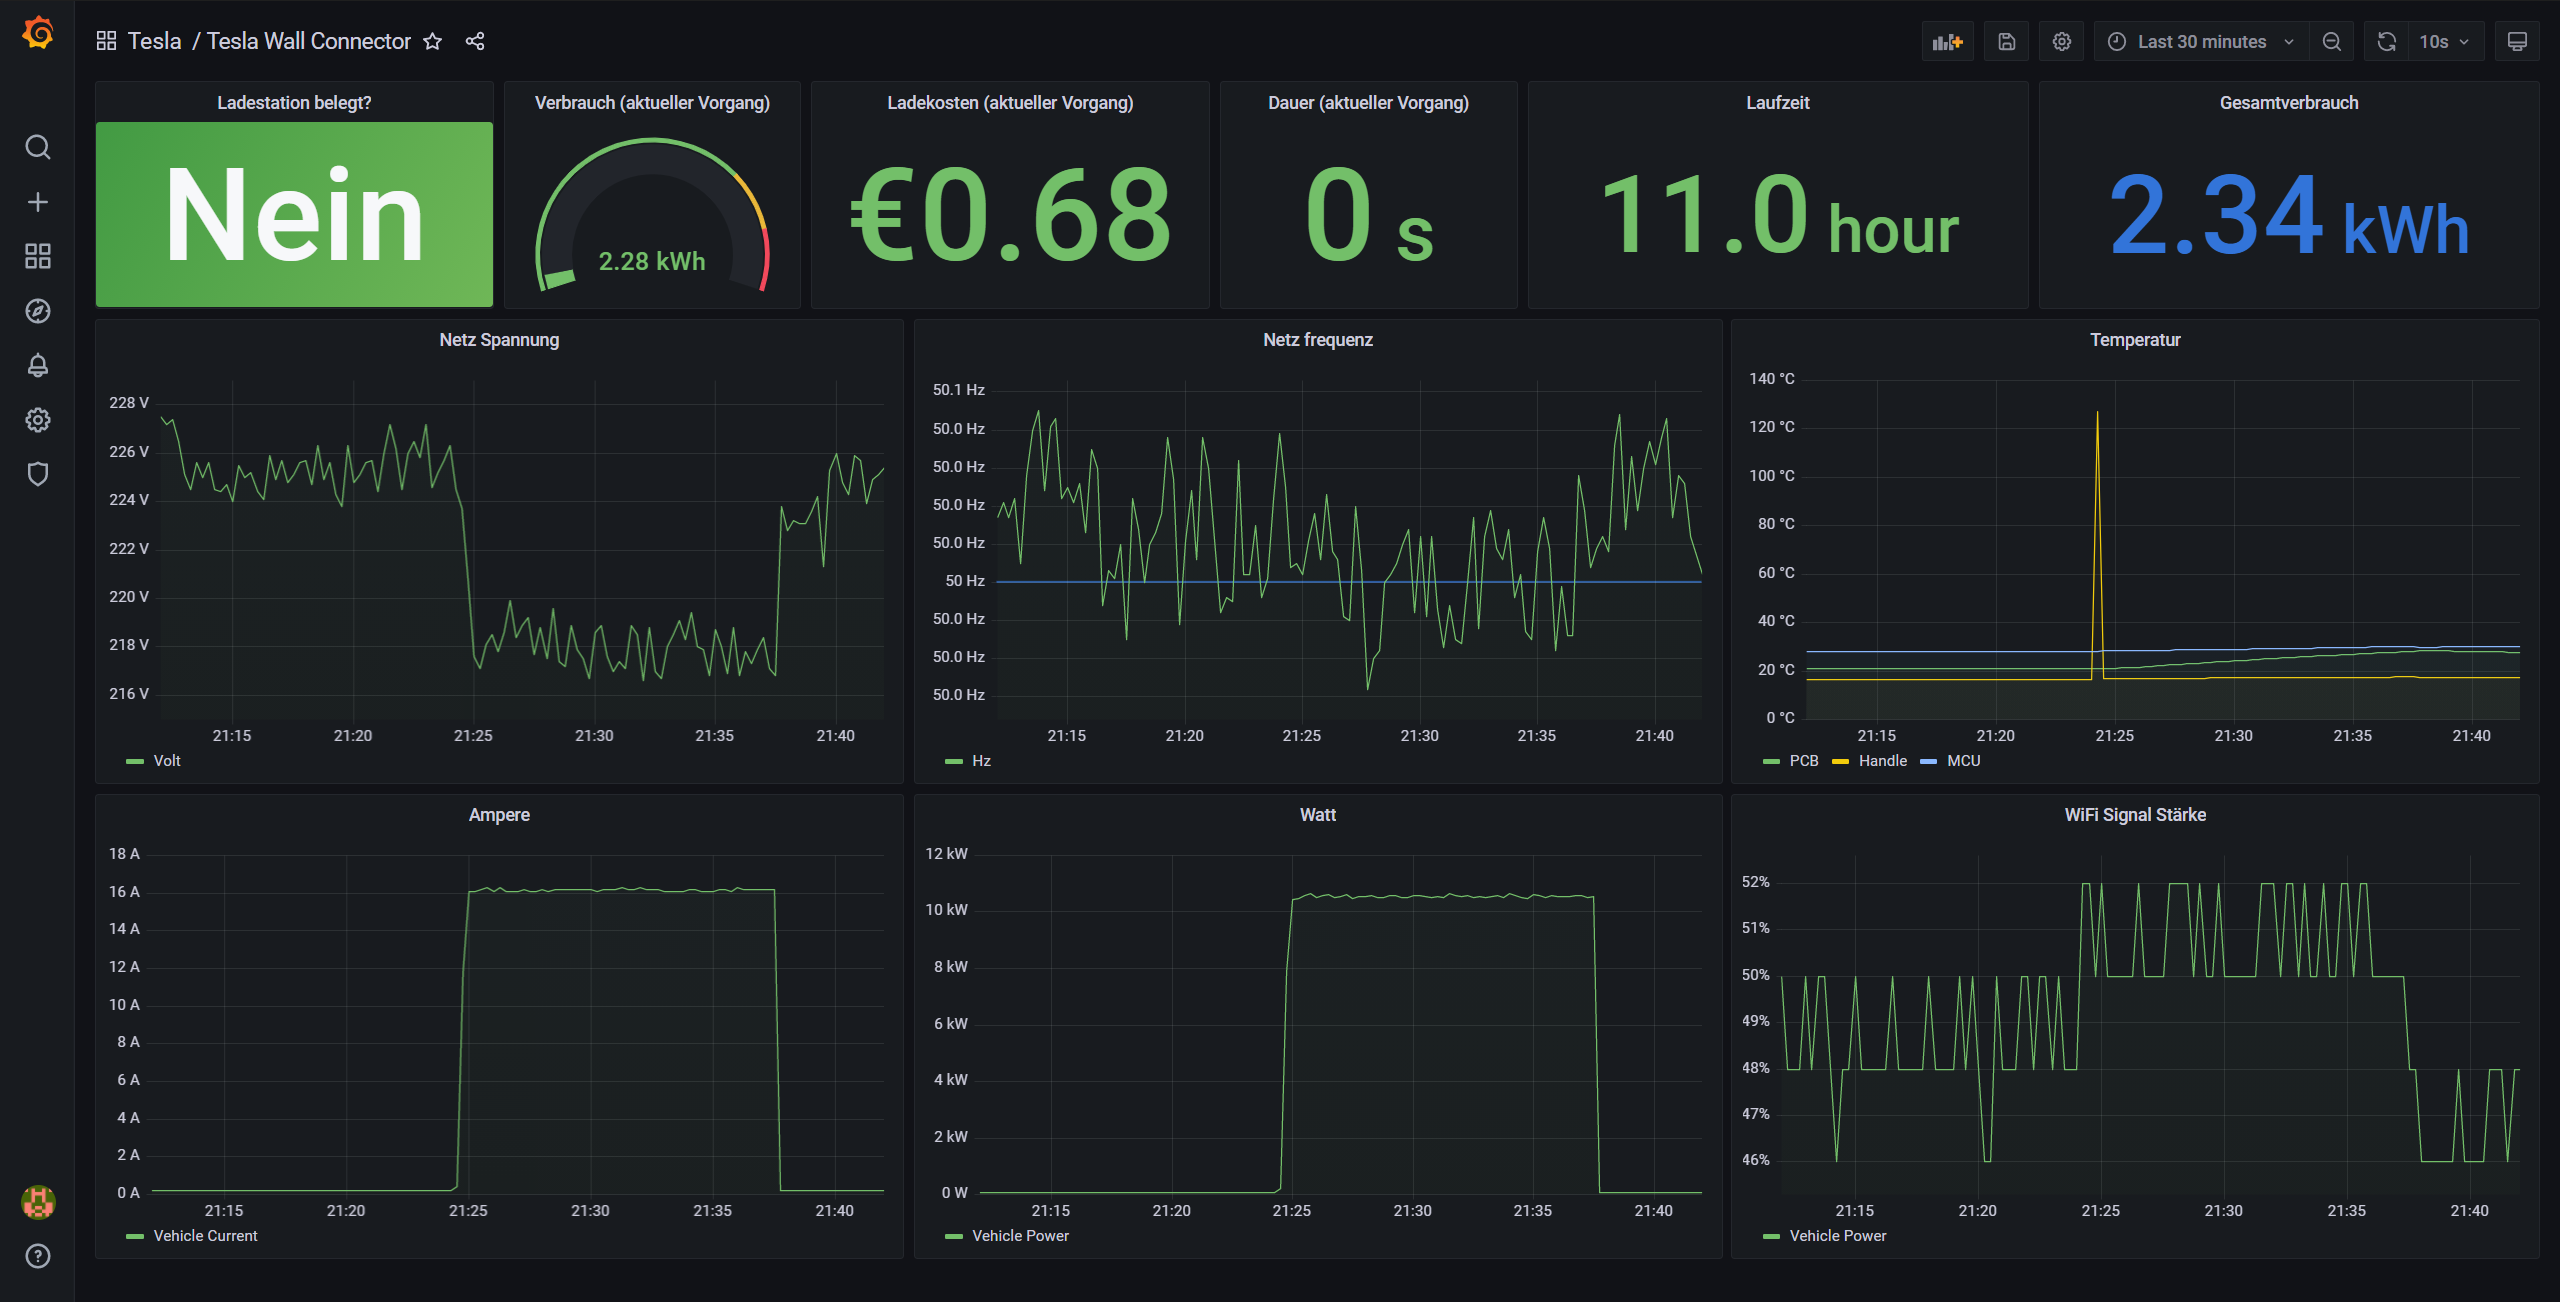 Tesla / Tesla Wall Connector
Last 30 minutes
10s
Ladestation belegt?
Nein
Verbrauch (aktueller Vorgang)
2.28 kWh
Ladekosten (aktueller Vorgang)
€0.68
Dauer (aktueller Vorgang)
0 s
Laufzeit
11.0 hour
Gesamtverbrauch
2.34 kWh
Netz Spannung
228 V
226 V
224 V
222 V
220 V
218 V
216 V
21:15 21:20 21:25 21:30 21:35 21:40
Volt
Netz frequenz
50.1 Hz
50.0 Hz
50.0 Hz
50.0 Hz
50.0 Hz
50 Hz
50.0 Hz
50.0 Hz
50.0 Hz
21:15 21:20 21:25 21:30 21:35 21:40
Hz
Temperatur
140 °C
120 °C
100 °C
80 °C
60 °C
40 °C
20 °C
0 °C
21:15 21:20 21:25 21:30 21:35 21:40
PCB Handle MCU
Ampere
18 A
16 A
14 A
12 A
10 A
8 A
6 A
4 A
2 A
0 A
21:15 21:20 21:25 21:30 21:35 21:40
Vehicle Current
Watt
12 kW
10 kW
8 kW
6 kW
4 kW
2 kW
0 W
21:15 21:20 21:25 21:30 21:35 21:40
Vehicle Power
WiFi Signal Stärke
52%
51%
50%
49%
48%
47%
46%
21:15 21:20 21:25 21:30 21:35 21:40
Vehicle Power